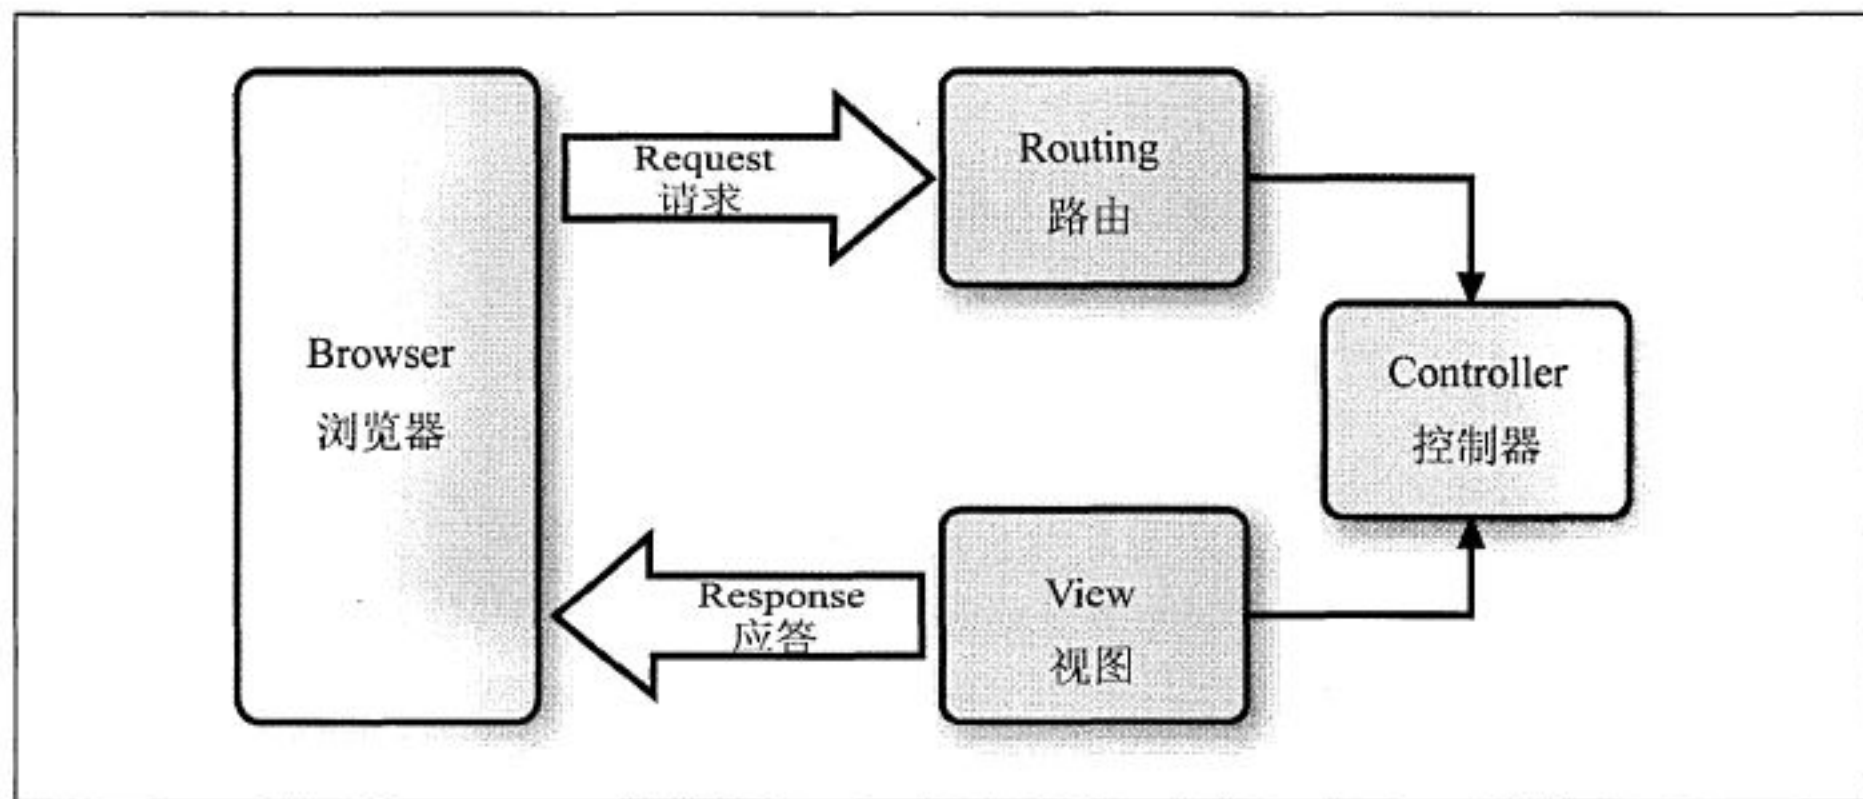 Request
请求
Routing
路由
Browser
浏览器
Controller
控制器
Response
应答
View
视图